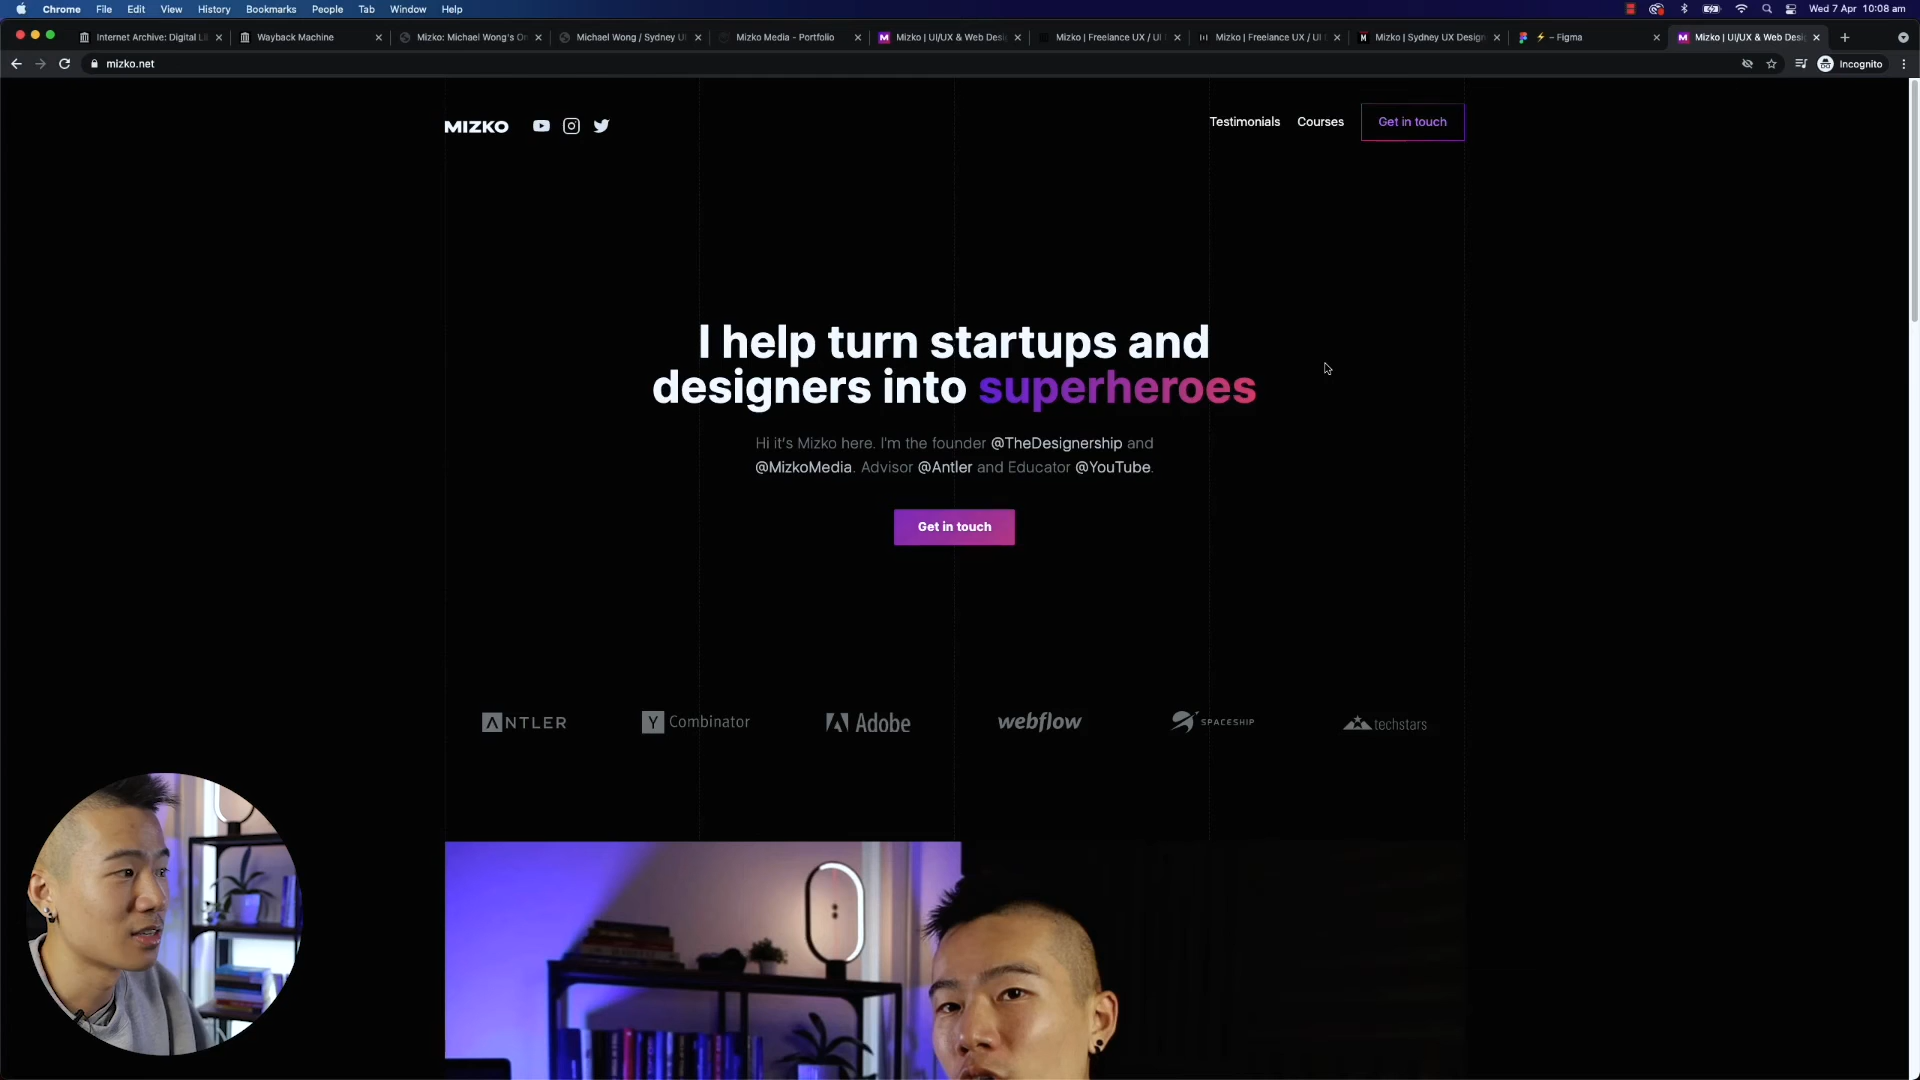 Chrome File Edit View History Bookmarks People Tab Window Help
Wed 7 Apr 10:08 am
Internet Archive: Digital Li
Wayback Machine
Mizko: Michael Wong's On
Michael Wong / Sydney UI
Mizko Media - Portfolio
Mizko | UI/UX & Web Desi
Mizko | Freelance UX / UI
Mizko | Freelance UX / UI
Mizko | Sydney UX Design
⚡ – Figma
Mizko | UI/UX & Web Desi
mizko.net
Incognito
MIZKO
Testimonials
Courses
Get in touch
I help turn startups and
designers into superheroes
Hi it's Mizko here. I'm the founder @TheDesignership and
@MizkoMedia. Advisor @Antler and Educator @YouTube.
Get in touch
ANTLER
Y Combinator
Adobe
webflow
SPACESHIP
techstars